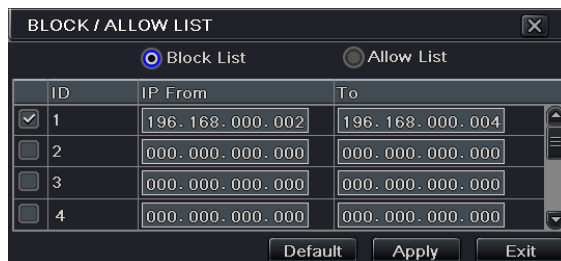 BLOCK / ALLOW LIST
Block List Allow List
ID IP From To
1 196.168.000.002 196.168.000.004
2 000.000.000.000 000.000.000.000
3 000.000.000.000 000.000.000.000
4 000.000.000.000 000.000.000.000
Default Apply Exit